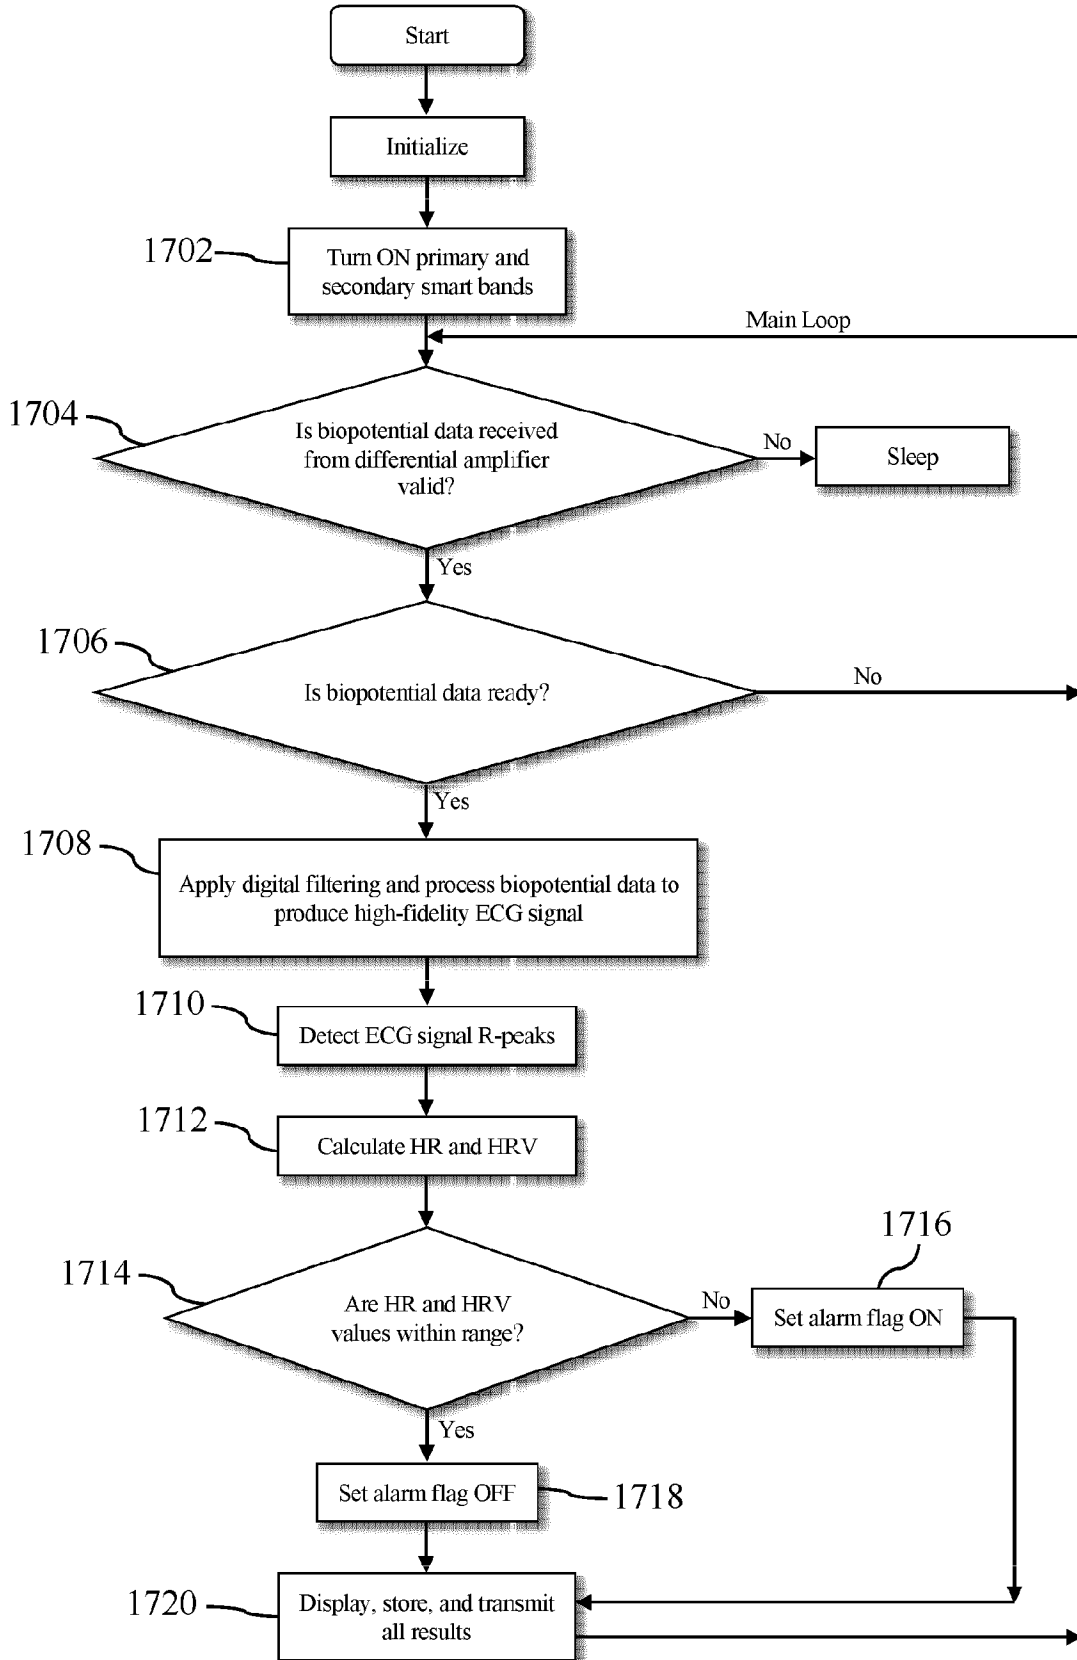 Start
Initialize
1702
Turn ON primary and
secondary smart bands
Main Loop
1704
Is biopotential data received
from differential amplifier
valid?
No
Sleep
Yes
1706
Is biopotential data ready?
No
Yes
1708
Apply digital filtering and process biopotential data to
produce high-fidelity ECG signal
1710
Detect ECG signal R-peaks
1712
Calculate HR and HRV
1714
Are HR and HRV
values within range?
No
1716
Set alarm flag ON
Yes
Set alarm flag OFF
1718
1720
Display, store, and transmit
all results